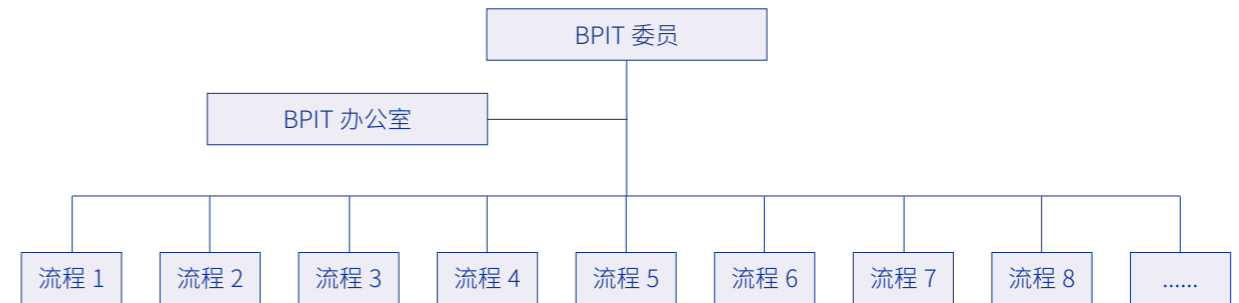 BPIT 委员
BPIT 办公室
流程 1
流程 2
流程 3
流程 4
流程 5
流程 6
流程 7
流程 8
......